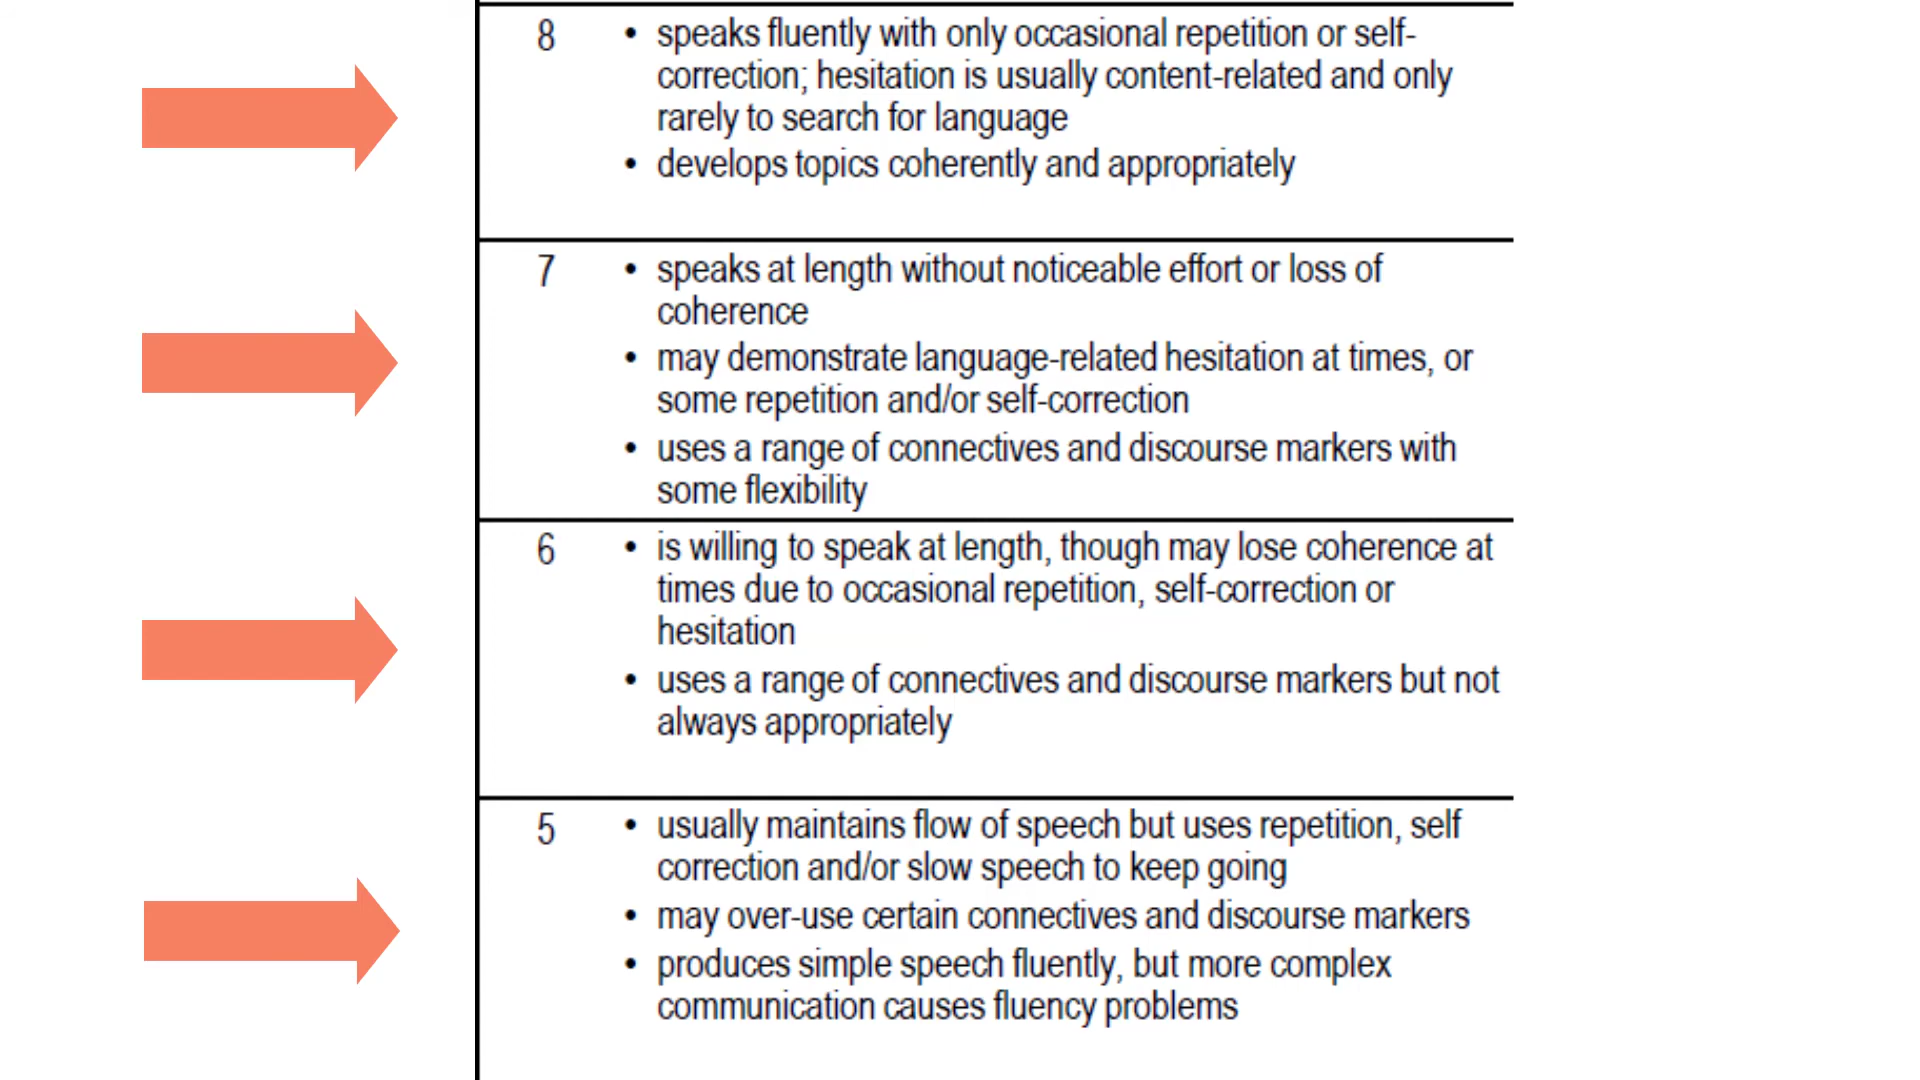 8 • speaks fluently with only occasional repetition or self-
correction; hesitation is usually content-related and only
rarely to search for language
• develops topics coherently and appropriately
7 • speaks at length without noticeable effort or loss of
coherence
• may demonstrate language-related hesitation at times, or
some repetition and/or self-correction
• uses a range of connectives and discourse markers with
some flexibility
6 • is willing to speak at length, though may lose coherence at
times due to occasional repetition, self-correction or
hesitation
• uses a range of connectives and discourse markers but not
always appropriately
5 • usually maintains flow of speech but uses repetition, self
correction and/or slow speech to keep going
• may over-use certain connectives and discourse markers
• produces simple speech fluently, but more complex
communication causes fluency problems